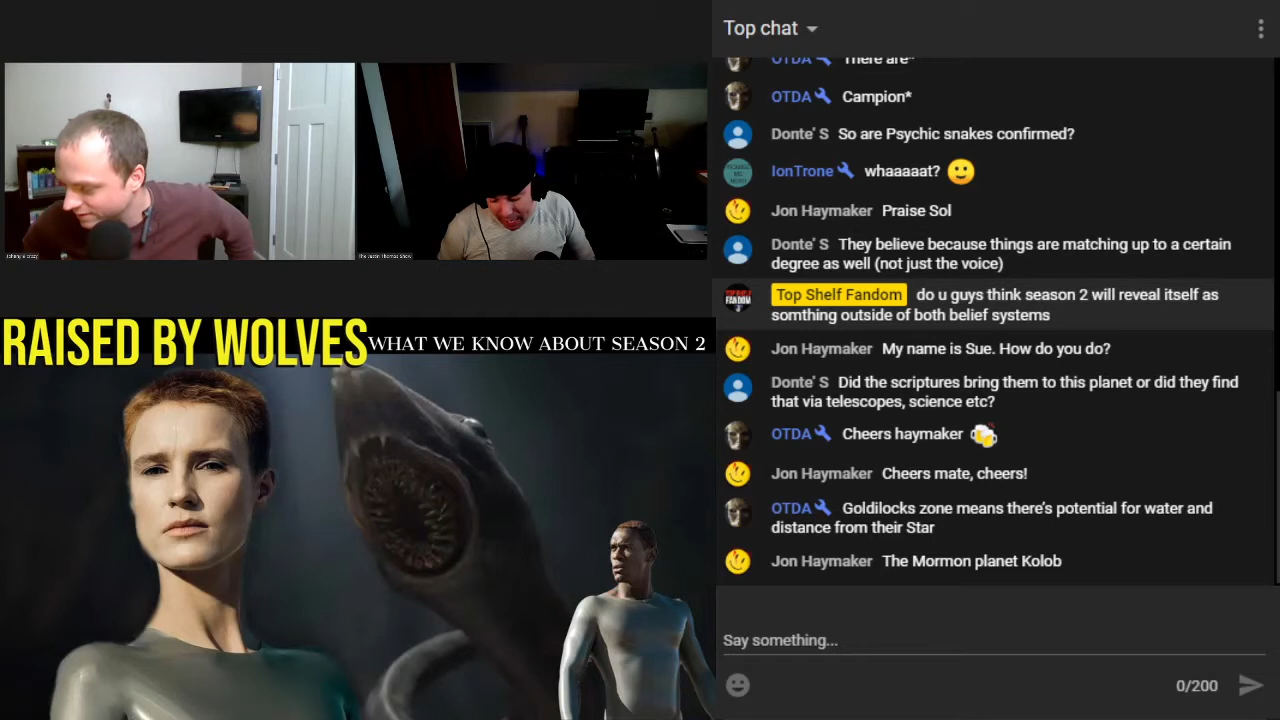 Top chat
OTDA There are*
OTDA Campion*
Donte' S So are Psychic snakes confirmed?
IonTrone whaaaaat?
Jon Haymaker Praise Sol
Donte' S They believe because things are matching up to a certain
degree as well (not just the voice)
Top Shelf Fandom do u guys think season 2 will reveal itself as
somthing outside of both belief systems
Jon Haymaker My name is Sue. How do you do?
Donte' S Did the scriptures bring them to this planet or did they find
that via telescopes, science etc?
OTDA Cheers haymaker
Jon Haymaker Cheers mate, cheers!
OTDA Goldilocks zone means there's potential for water and
distance from their Star
Jon Haymaker The Mormon planet Kolob
Say something...
0/200
The Justin Thomas Show
RAISED BY WOLVES
WHAT WE KNOW ABOUT SEASON 2